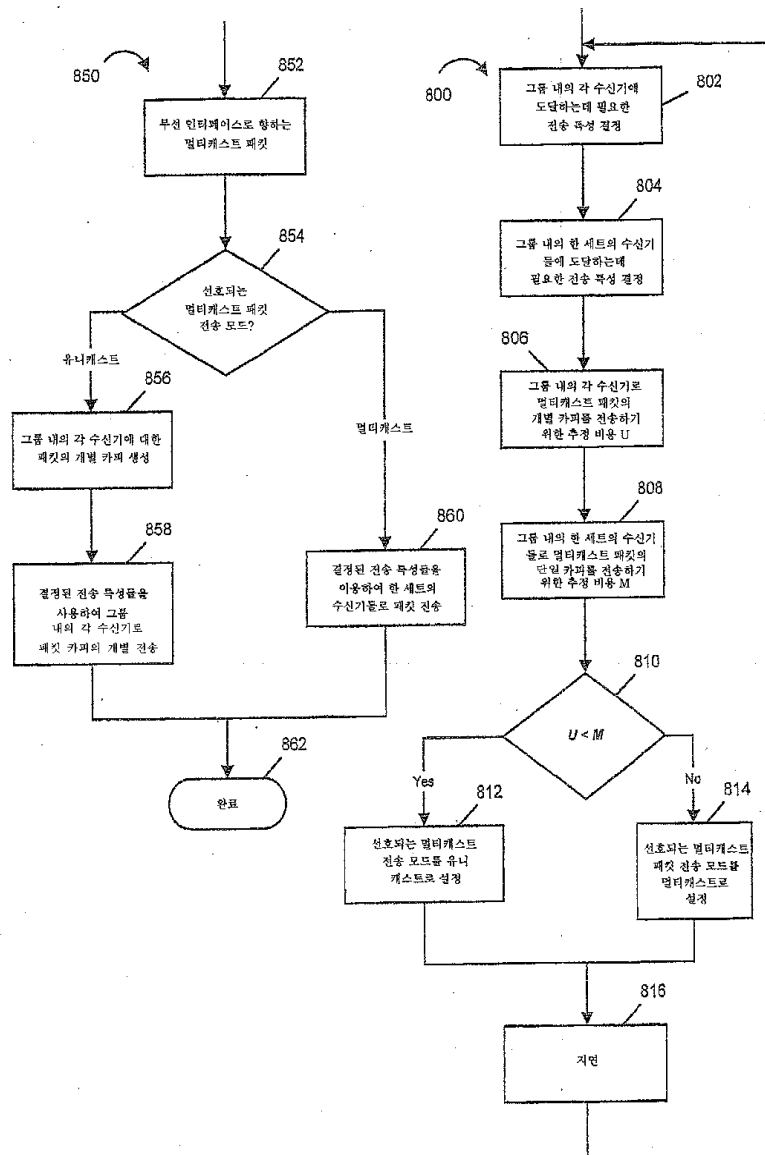 850
852
무선 인터페이스로 향하는
멀티캐스트 패킷
854
선호되는
멀티캐스트 패킷
전송 모드?
유니캐스트
856
그룹 내의 각 수신기에 대한
패킷의 개별 카피 생성
멀티캐스트
858
결정된 전송 특성들을
사용하여 그룹
내의 각 수신기로
패킷 카피의 개별 전송
860
결정된 전송 특성들을
이용하여 한 세트의
수신기들로 패킷 전송
862
완료
800
802
그룹 내의 각 수신기에
도달하는데 필요한
전송 특성 결정
804
그룹 내의 한 세트의 수신기
들에 도달하는데
필요한 전송 특성 결정
806
그룹 내의 각 수신기로
멀티캐스트 패킷의
개별 카피를 전송하기
위한 추정 비용 U
808
그룹 내의 한 세트의 수신기
들로 멀티캐스트 패킷의
단일 카피를 전송하기
위한 추정 비용 M
810
U < M
Yes
No
812
선호되는 멀티캐스트
전송 모드를 유니
캐스트로 설정
814
선호되는 멀티캐스트
패킷 전송 모드를
멀티캐스트로
설정
816
지연